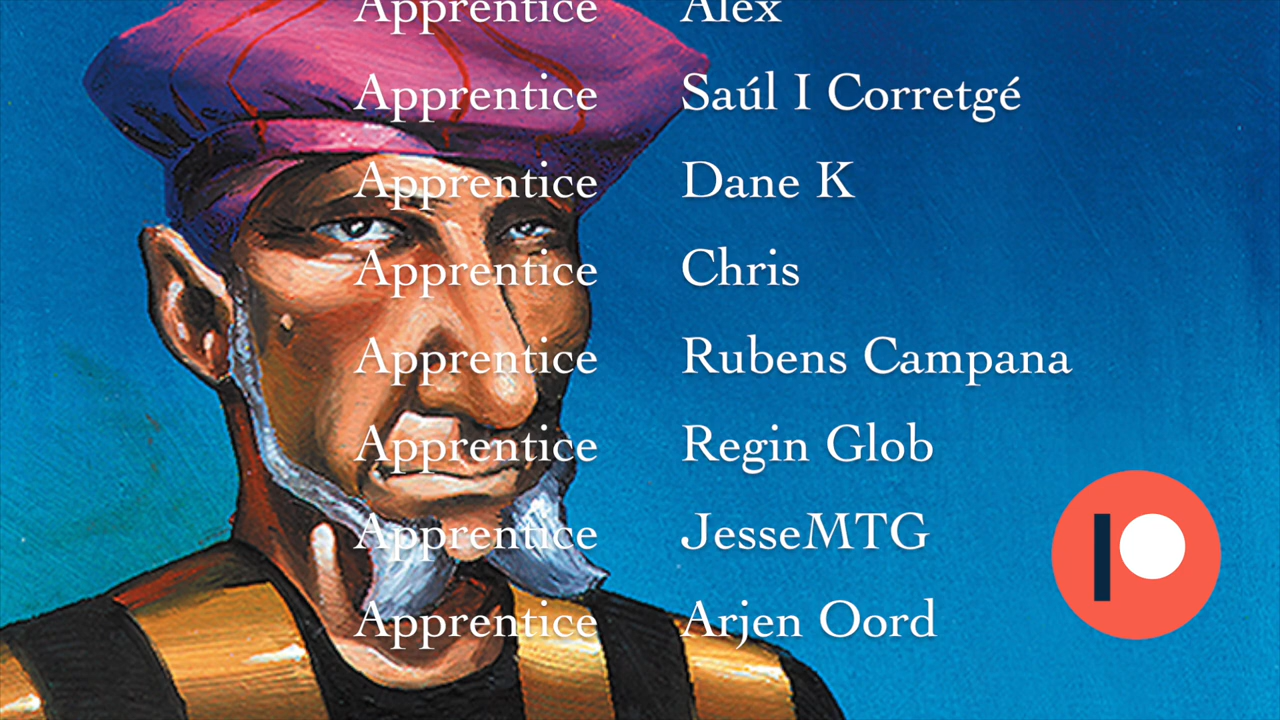 Apprentice Alex
Apprentice Saúl I Corretgé
Apprentice Dane K
Apprentice Chris
Apprentice Rubens Campana
Apprentice Regin Glob
Apprentice JesseMTG
Apprentice Arjen Oord